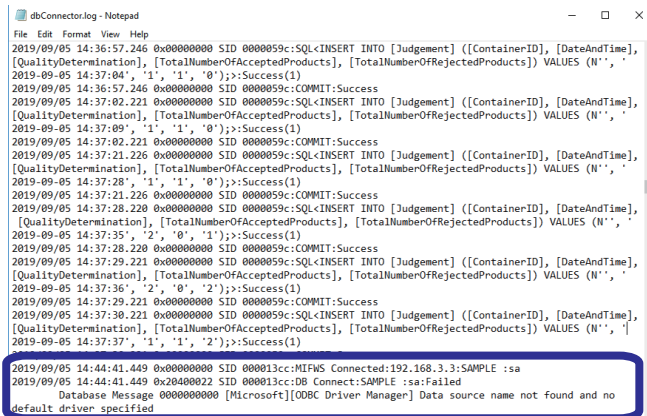 dbConnector.log - Notepad
File Edit Format View Help
2019/09/05 14:36:57.246 0x00000000 SID 0000059c:SQL<INSERT INTO [Judgement] ([ContainerID], [DateAndTime],
[QualityDetermination], [TotalNumberOfAcceptedProducts], [TotalNumberOfRejectedProducts]) VALUES (N'', '
2019-09-05 14:37:04', '1', '1', '0');>:Success(1)
2019/09/05 14:36:57.246 0x00000000 SID 0000059c:COMMIT:Success
2019/09/05 14:37:02.221 0x00000000 SID 0000059c:SQL<INSERT INTO [Judgement] ([ContainerID], [DateAndTime],
[QualityDetermination], [TotalNumberOfAcceptedProducts], [TotalNumberOfRejectedProducts]) VALUES (N'', '
2019-09-05 14:37:09', '1', '1', '0');>:Success(1)
2019/09/05 14:37:02.221 0x00000000 SID 0000059c:COMMIT:Success
2019/09/05 14:37:21.226 0x00000000 SID 0000059c:SQL<INSERT INTO [Judgement] ([ContainerID], [DateAndTime],
[QualityDetermination], [TotalNumberOfAcceptedProducts], [TotalNumberOfRejectedProducts]) VALUES (N'', '
2019-09-05 14:37:28', '1', '1', '0');>:Success(1)
2019/09/05 14:37:21.226 0x00000000 SID 0000059c:COMMIT:Success
2019/09/05 14:37:28.220 0x00000000 SID 0000059c:SQL<INSERT INTO [Judgement] ([ContainerID], [DateAndTime],
[QualityDetermination], [TotalNumberOfAcceptedProducts], [TotalNumberOfRejectedProducts]) VALUES (N'', '
2019-09-05 14:37:35', '2', '0', '1');>:Success(1)
2019/09/05 14:37:28.220 0x00000000 SID 0000059c:COMMIT:Success
2019/09/05 14:37:29.221 0x00000000 SID 0000059c:SQL<INSERT INTO [Judgement] ([ContainerID], [DateAndTime],
[QualityDetermination], [TotalNumberOfAcceptedProducts], [TotalNumberOfRejectedProducts]) VALUES (N'', '
2019-09-05 14:37:36', '2', '0', '2');>:Success(1)
2019/09/05 14:37:29.221 0x00000000 SID 0000059c:COMMIT:Success
2019/09/05 14:37:30.221 0x00000000 SID 0000059c:SQL<INSERT INTO [Judgement] ([ContainerID], [DateAndTime],
[QualityDetermination], [TotalNumberOfAcceptedProducts], [TotalNumberOfRejectedProducts]) VALUES (N'', '
2019-09-05 14:37:37', '1', '1', '2');>:Success(1)
2019/09/05 14:44:41.449 0x00000000 SID 000013cc:MIFWS Connected:192.168.3.3:SAMPLE :sa
2019/09/05 14:44:41.449 0x20400022 SID 000013cc:DB Connect:SAMPLE :sa:Failed
Database Message 0000000000 [Microsoft][ODBC Driver Manager] Data source name not found and no
default driver specified